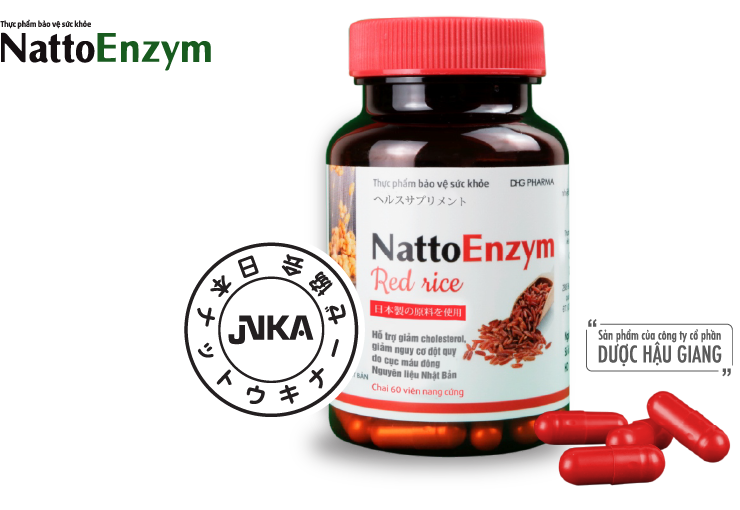 Thực phẩm bảo vệ sức khỏe
NattoEnzym
Thực phẩm bảo vệ sức khỏe
DHG PHARMA
ヘルスサプリメント
NattoEnzym
Red rice
日本製の原料を使用
Hỗ trợ giảm cholesterol,
giảm nguy cơ đột quỵ
do cục máu đông
Nguyên liệu Nhật Bản
Chai 60 viên nang cứng
BẢN
日本ナットウキナーゼ協会
JNKA
"Sản phẩm của công ty cổ phần
DƯỢC HẬU GIANG"